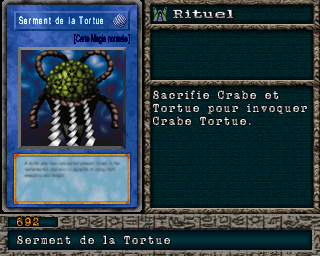 Serment de la Tortue
[Carte Magie normale]
Rituel
Sacrifie Crabe et
Tortue pour invoquer
Crabe Tortue.
692
Serment de la Tortue